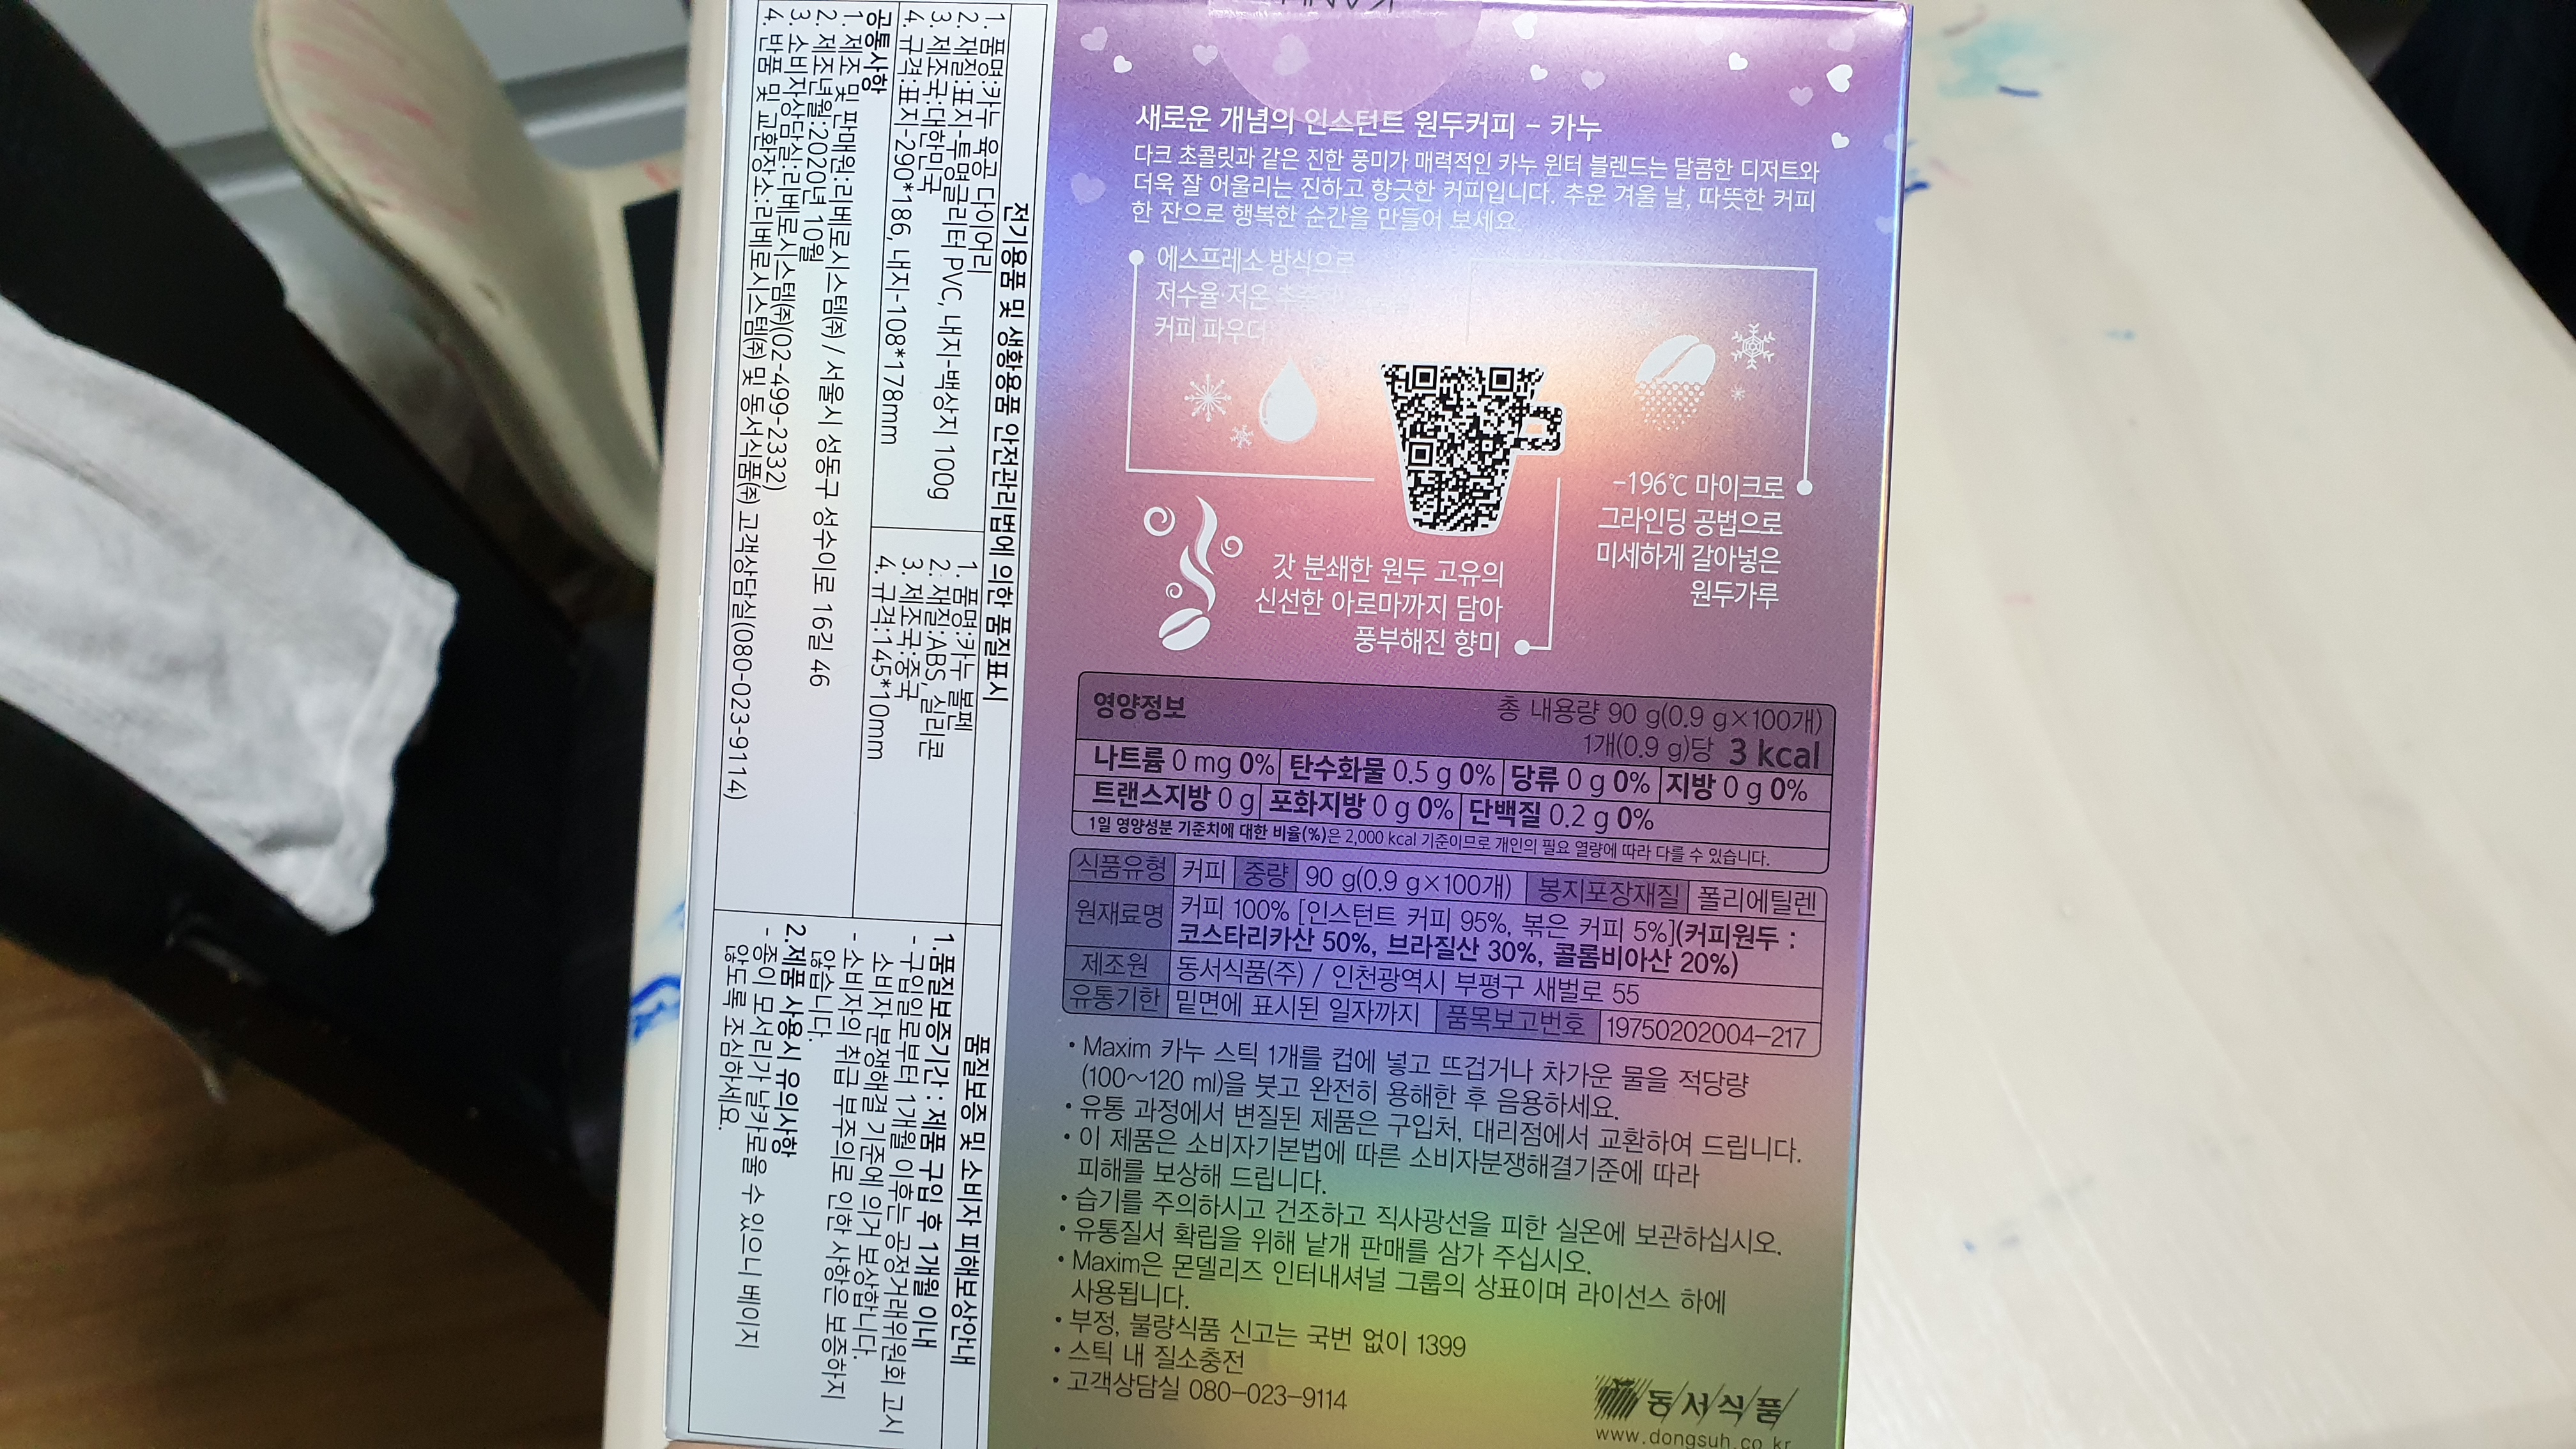 새로운 개념의 인스턴트 원두커피 - 카누
다크 초콜릿과 같은 진한 풍미가 매력적인 카누 윈터 블렌드는 달콤한 디저트와
더욱 잘 어울리는 진하고 향긋한 커피입니다. 추운 겨울 날, 따뜻한 커피
한 잔으로 행복한 순간을 만들어 보세요.
에스프레소 방식으로
저수율·저온 추출
커피 파우더
-196℃ 마이크로
그라인딩 공법으로
미세하게 갈아넣은
원두가루
갓 분쇄한 원두 고유의
신선한 아로마까지 담아
풍부해진 향미
영양정보
총 내용량 90 g(0.9 g×100개)
1개(0.9 g)당 3 kcal
나트륨 0 mg 0% 탄수화물 0.5 g 0% 당류 0 g 0% 지방 0 g 0%
트랜스지방 0 g 포화지방 0 g 0% 단백질 0.2 g 0%
1일 영양성분 기준치에 대한 비율(%)은 2,000 kcal 기준이므로 개인의 필요 열량에 따라 다를 수 있습니다.
식품유형 커피 중량 90 g(0.9 g×100개) 봉지포장재질 폴리에틸렌
원재료명 커피 100% [인스턴트 커피 95%, 볶은 커피 5%](커피원두 :
코스타리카산 50%, 브라질산 30%, 콜롬비아산 20%)
제조원 동서식품(주) / 인천광역시 부평구 새벌로 55
유통기한 밑면에 표시된 일자까지 품목보고번호 19750202004-217
• Maxim 카누 스틱 1개를 컵에 넣고 뜨겁거나 차가운 물을 적당량
(100~120 ml)을 붓고 완전히 용해한 후 음용하세요.
• 유통 과정에서 변질된 제품은 구입처, 대리점에서 교환하여 드립니다.
• 이 제품은 소비자기본법에 따른 소비자분쟁해결기준에 따라
피해를 보상해 드립니다.
• 습기를 주의하시고 건조하고 직사광선을 피한 실온에 보관하십시오.
• 유통질서 확립을 위해 낱개 판매를 삼가 주십시오.
• Maxim은 몬델리즈 인터내셔널 그룹의 상표이며 라이선스 하에
사용됩니다.
• 부정, 불량식품 신고는 국번 없이 1399
• 스틱 내 질소충전
• 고객상담실 080-023-9114
동서식품
www.dongsuh.co.kr
전기용품 및 생활용품 안전관리법에 의한 품질표시
1. 품명:카누 육공 다이어리
2. 재질:표지-투명글리터 PVC, 내지-백상지 100g
3. 제조국:대한민국
4. 규격:표지-290*186, 내지-108*178mm
1. 품명:카누 볼펜
2. 재질:ABS, 실리콘
3. 제조국:중국
4. 규격:145*10mm
공통사항
1. 제조 및 판매원:리베로시스템㈜ / 서울시 성동구 성수이로 16길 46
2. 제조년월:2020년 10월
3. 소비자상담실:리베로시스템㈜(02-499-2332)
4. 반품 및 교환장소:리베로시스템㈜ 및 동서식품㈜ 고객상담실(080-023-9114)
품질보증 및 소비자 피해보상안내
1.품질보증기간 : 제품 구입 후 1개월 이내
- 구입일로부터 1개월 이후는 공정거래위원회 고시
소비자분쟁해결 기준에 의거 보상합니다.
- 소비자의 취급 부주의로 인한 사항은 보증하지
않습니다.
2.제품 사용시 유의사항
- 종이 모서리가 날카로울 수 있으니 베이지
않도록 조심하세요.